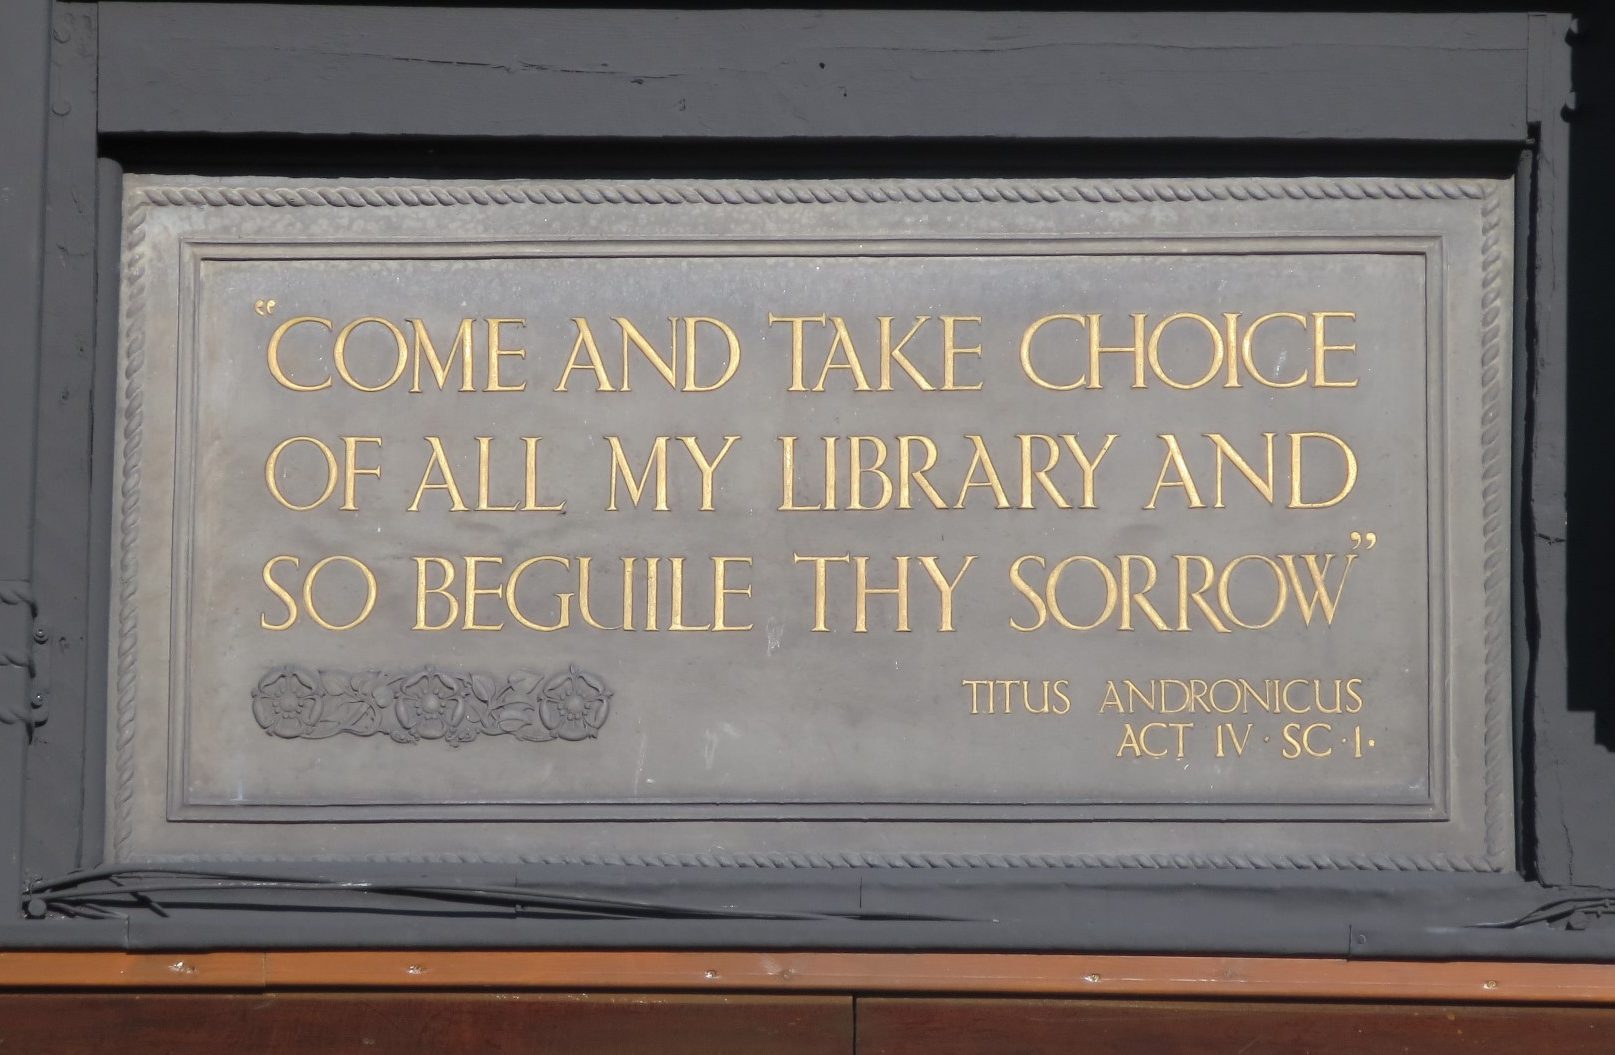 “COME AND TAKE CHOICE
OF ALL MY LIBRARY AND
SO BEGUILE THY SORROW”
TITUS ANDRONICUS
ACT IV · SC · I ·